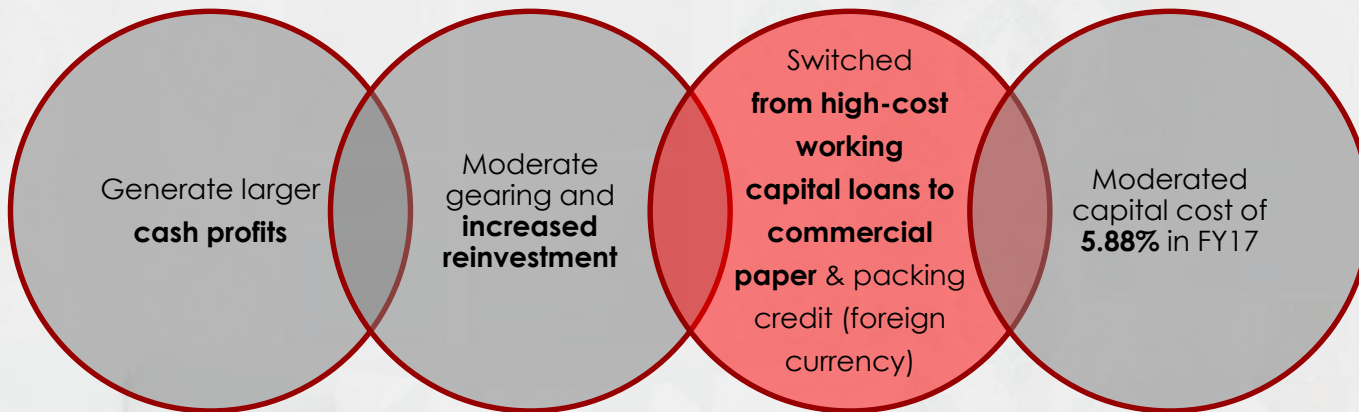 Generate larger
cash profits
Moderate
gearing and
increased
reinvestment
Switched
from high-cost
working
capital loans to
commercial
paper & packing
credit (foreign
currency)
Moderated
capital cost of
5.88% in FY17